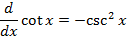 d/dx cot x = −csc² x